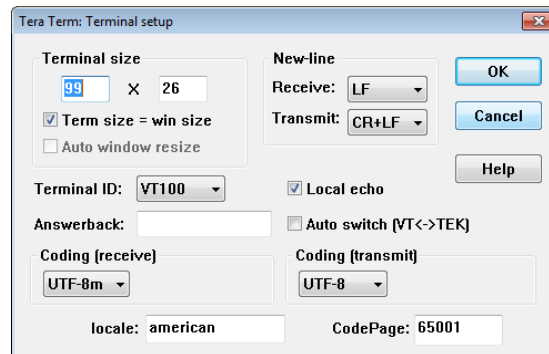 Tera Term: Terminal setup
Terminal size
99 X 26
Term size = win size
Auto window resize
New-line
Receive: LF
Transmit: CR+LF
OK
Cancel
Help
Terminal ID: VT100
Local echo
Answerback:
Auto switch (VT<->TEK)
Coding (receive)
UTF-8m
Coding (transmit)
UTF-8
locale: american
CodePage: 65001